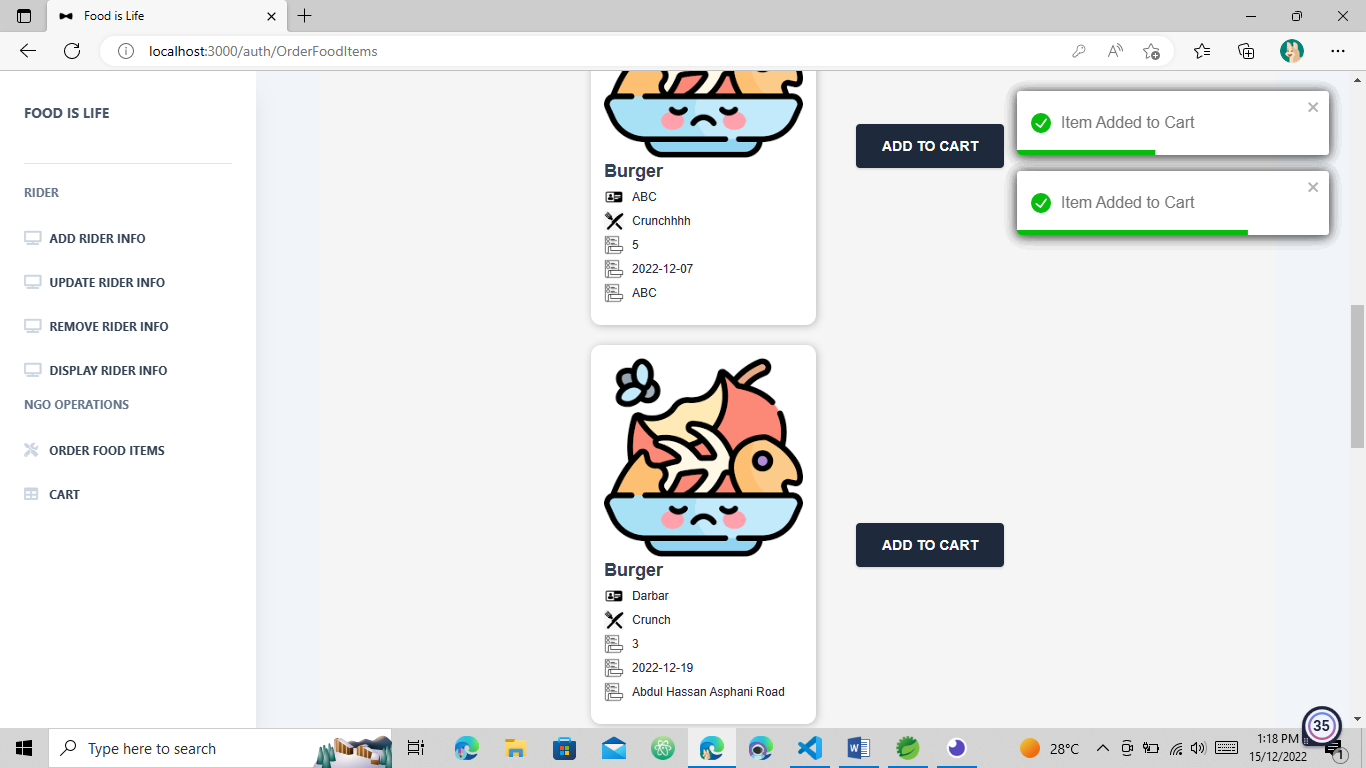 Food is Life
localhost:3000/auth/OrderFoodItems
FOOD IS LIFE
RIDER
ADD RIDER INFO
UPDATE RIDER INFO
REMOVE RIDER INFO
DISPLAY RIDER INFO
NGO OPERATIONS
ORDER FOOD ITEMS
CART
Burger
ABC
Crunchhhh
5
2022-12-07
ABC
ADD TO CART
Item Added to Cart
Item Added to Cart
Burger
Darbar
Crunch
3
2022-12-19
Abdul Hassan Asphani Road
ADD TO CART
35
Type here to search
28°C
1:18 PM
15/12/2022
1